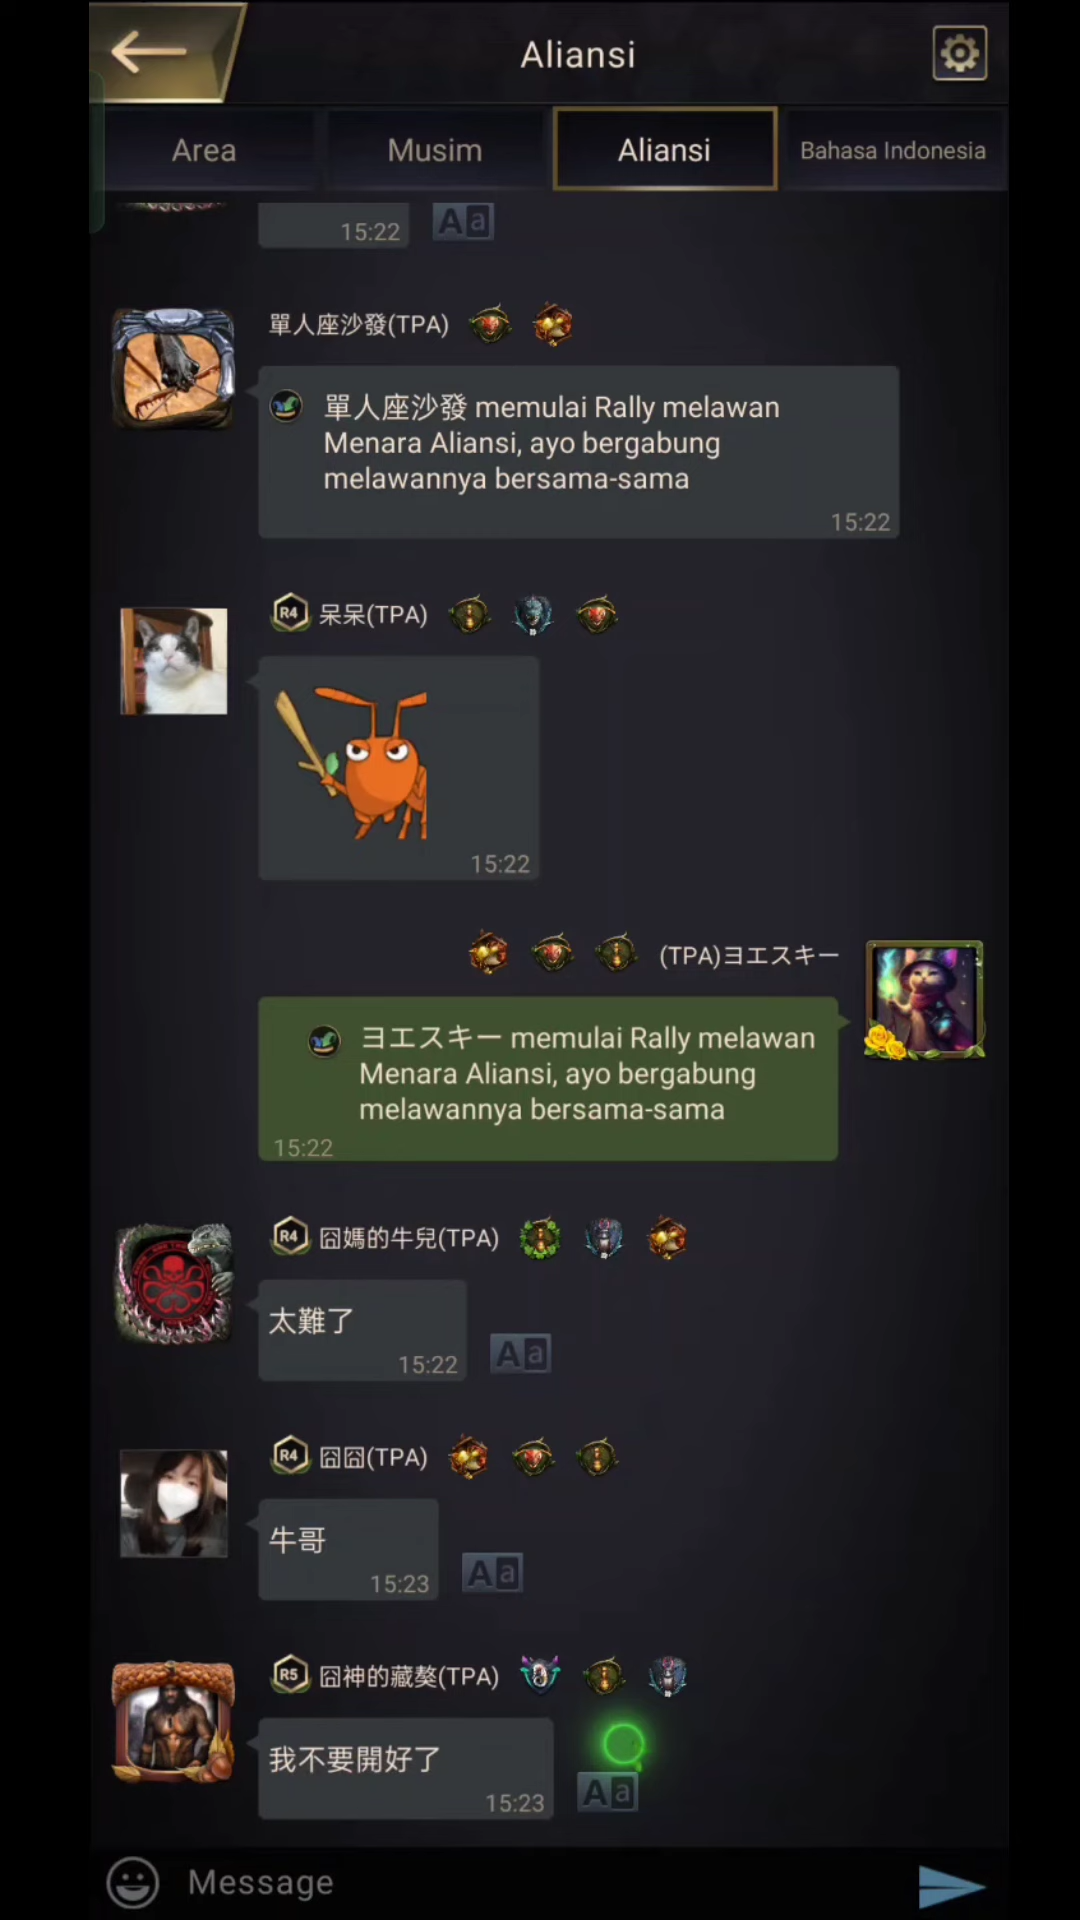 Aliansi
Area
Musim
Aliansi
Bahasa Indonesia
15:22
Aa
單人座沙發(TPA)
單人座沙發 memulai Rally melawan
Menara Aliansi, ayo bergabung
melawannya bersama-sama
15:22
R4 呆呆(TPA)
15:22
(TPA)ヨエスキー
ヨエスキー memulai Rally melawan
Menara Aliansi, ayo bergabung
melawannya bersama-sama
15:22
R4 囧媽的牛兒(TPA)
太難了
15:22
Aa
R4 囧囧(TPA)
牛哥
15:23
Aa
R5 囧神的藏獒(TPA)
我不要開好了
15:23
Aa
Message